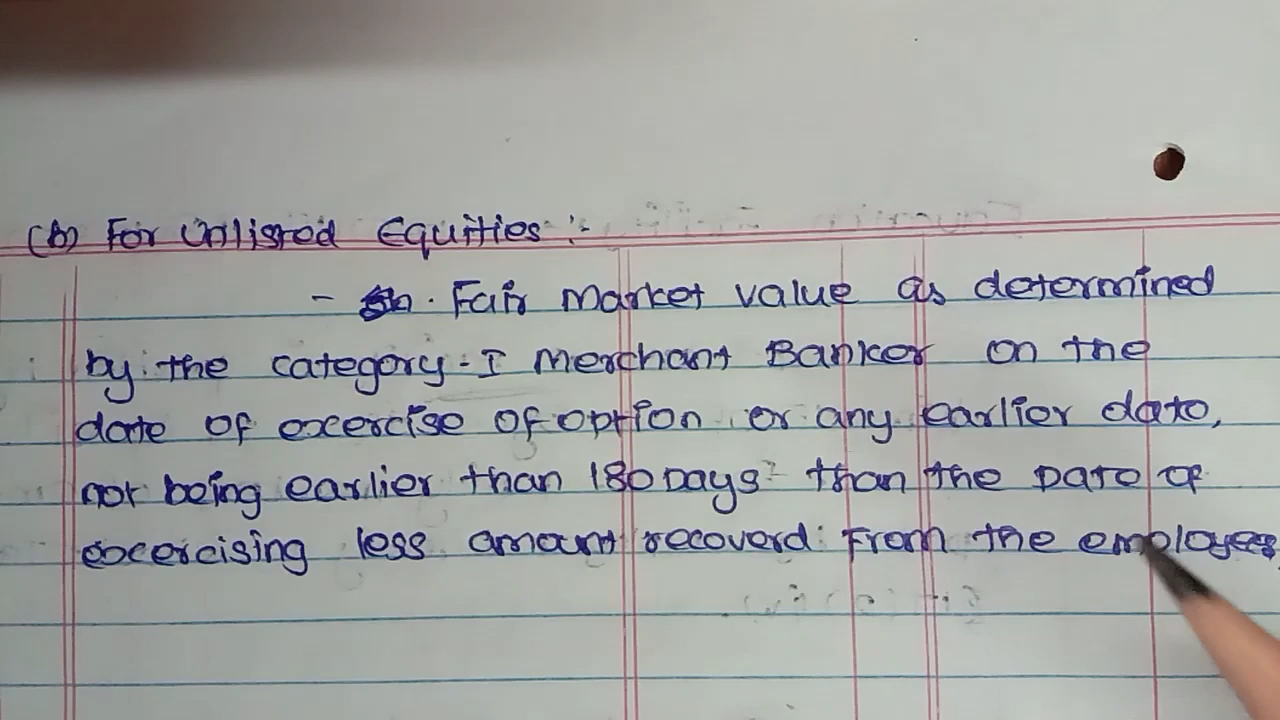 (b) For Unlisted Equities :-
- . Fair market value as determined
by the category-I Merchant Banker on the
date of exercise of option or any earlier date,
not being earlier than 180 Days than the Date of
excercising less amount recoverd from the employees